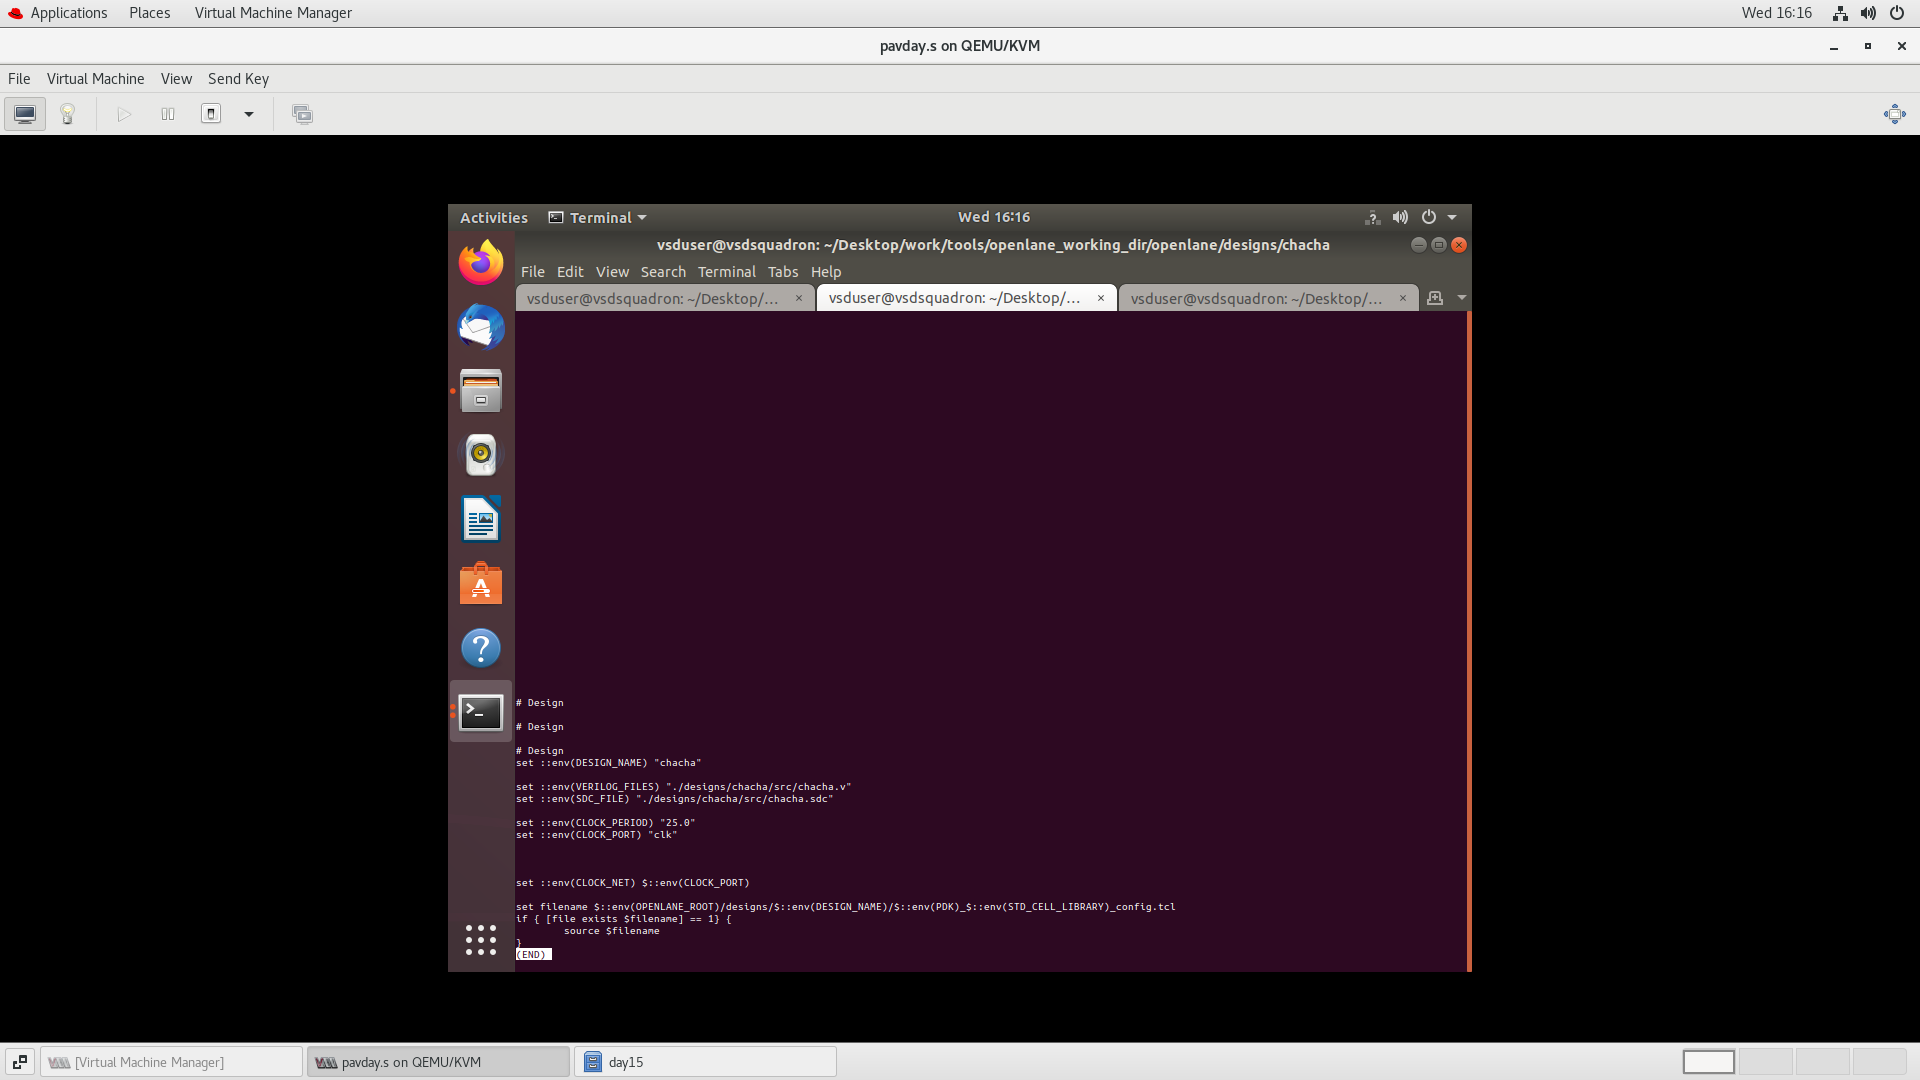 Applications Places Virtual Machine Manager Wed 16:16
pavday.s on QEMU/KVM
File Virtual Machine View Send Key
Activities Terminal Wed 16:16
vsduser@vsdsquadron: ~/Desktop/work/tools/openlane_working_dir/openlane/designs/chacha
File Edit View Search Terminal Tabs Help
vsduser@vsdsquadron: ~/Desktop/... × vsduser@vsdsquadron: ~/Desktop/... × vsduser@vsdsquadron: ~/Desktop/... ×
# Design
# Design
# Design
set ::env(DESIGN_NAME) "chacha"
set ::env(VERILOG_FILES) "./designs/chacha/src/chacha.v"
set ::env(SDC_FILE) "./designs/chacha/src/chacha.sdc"
set ::env(CLOCK_PERIOD) "25.0"
set ::env(CLOCK_PORT) "clk"
set ::env(CLOCK_NET) $::env(CLOCK_PORT)
set filename $::env(OPENLANE_ROOT)/designs/$::env(DESIGN_NAME)/$::env(PDK)_$::env(STD_CELL_LIBRARY)_config.tcl
if { [file exists $filename] == 1} {
source $filename
}
(END)
[Virtual Machine Manager] pavday.s on QEMU/KVM day15